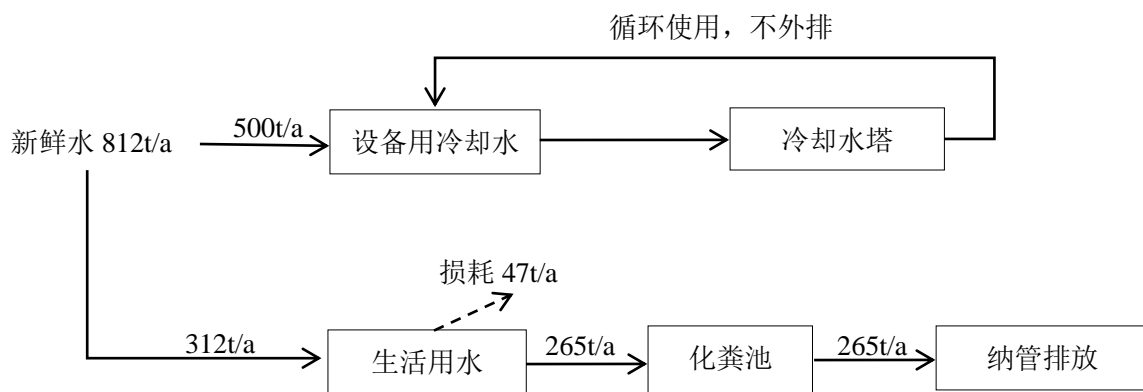 循环使用，不外排
新鲜水 812t/a
500t/a
设备用冷却水
冷却水塔
损耗 47t/a
312t/a
生活用水
265t/a
化粪池
265t/a
纳管排放